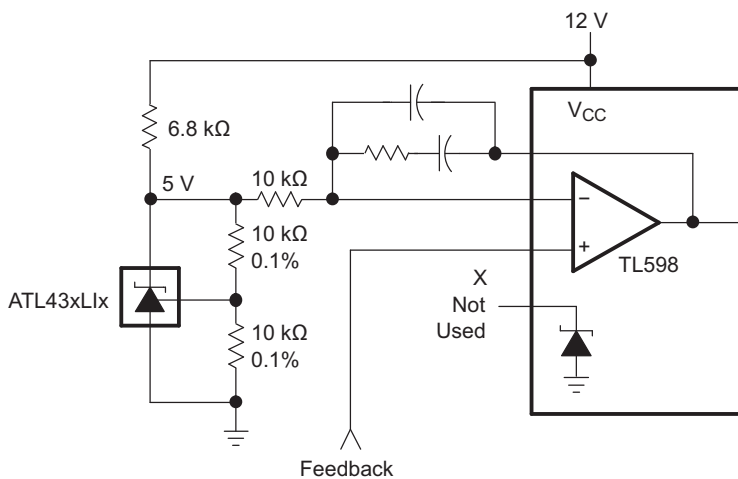 12 V
6.8 kΩ
V_CC
5 V
10 kΩ
10 kΩ
0.1%
−
+
TL598
ATL43xLIx
X
Not
Used
10 kΩ
0.1%
Feedback